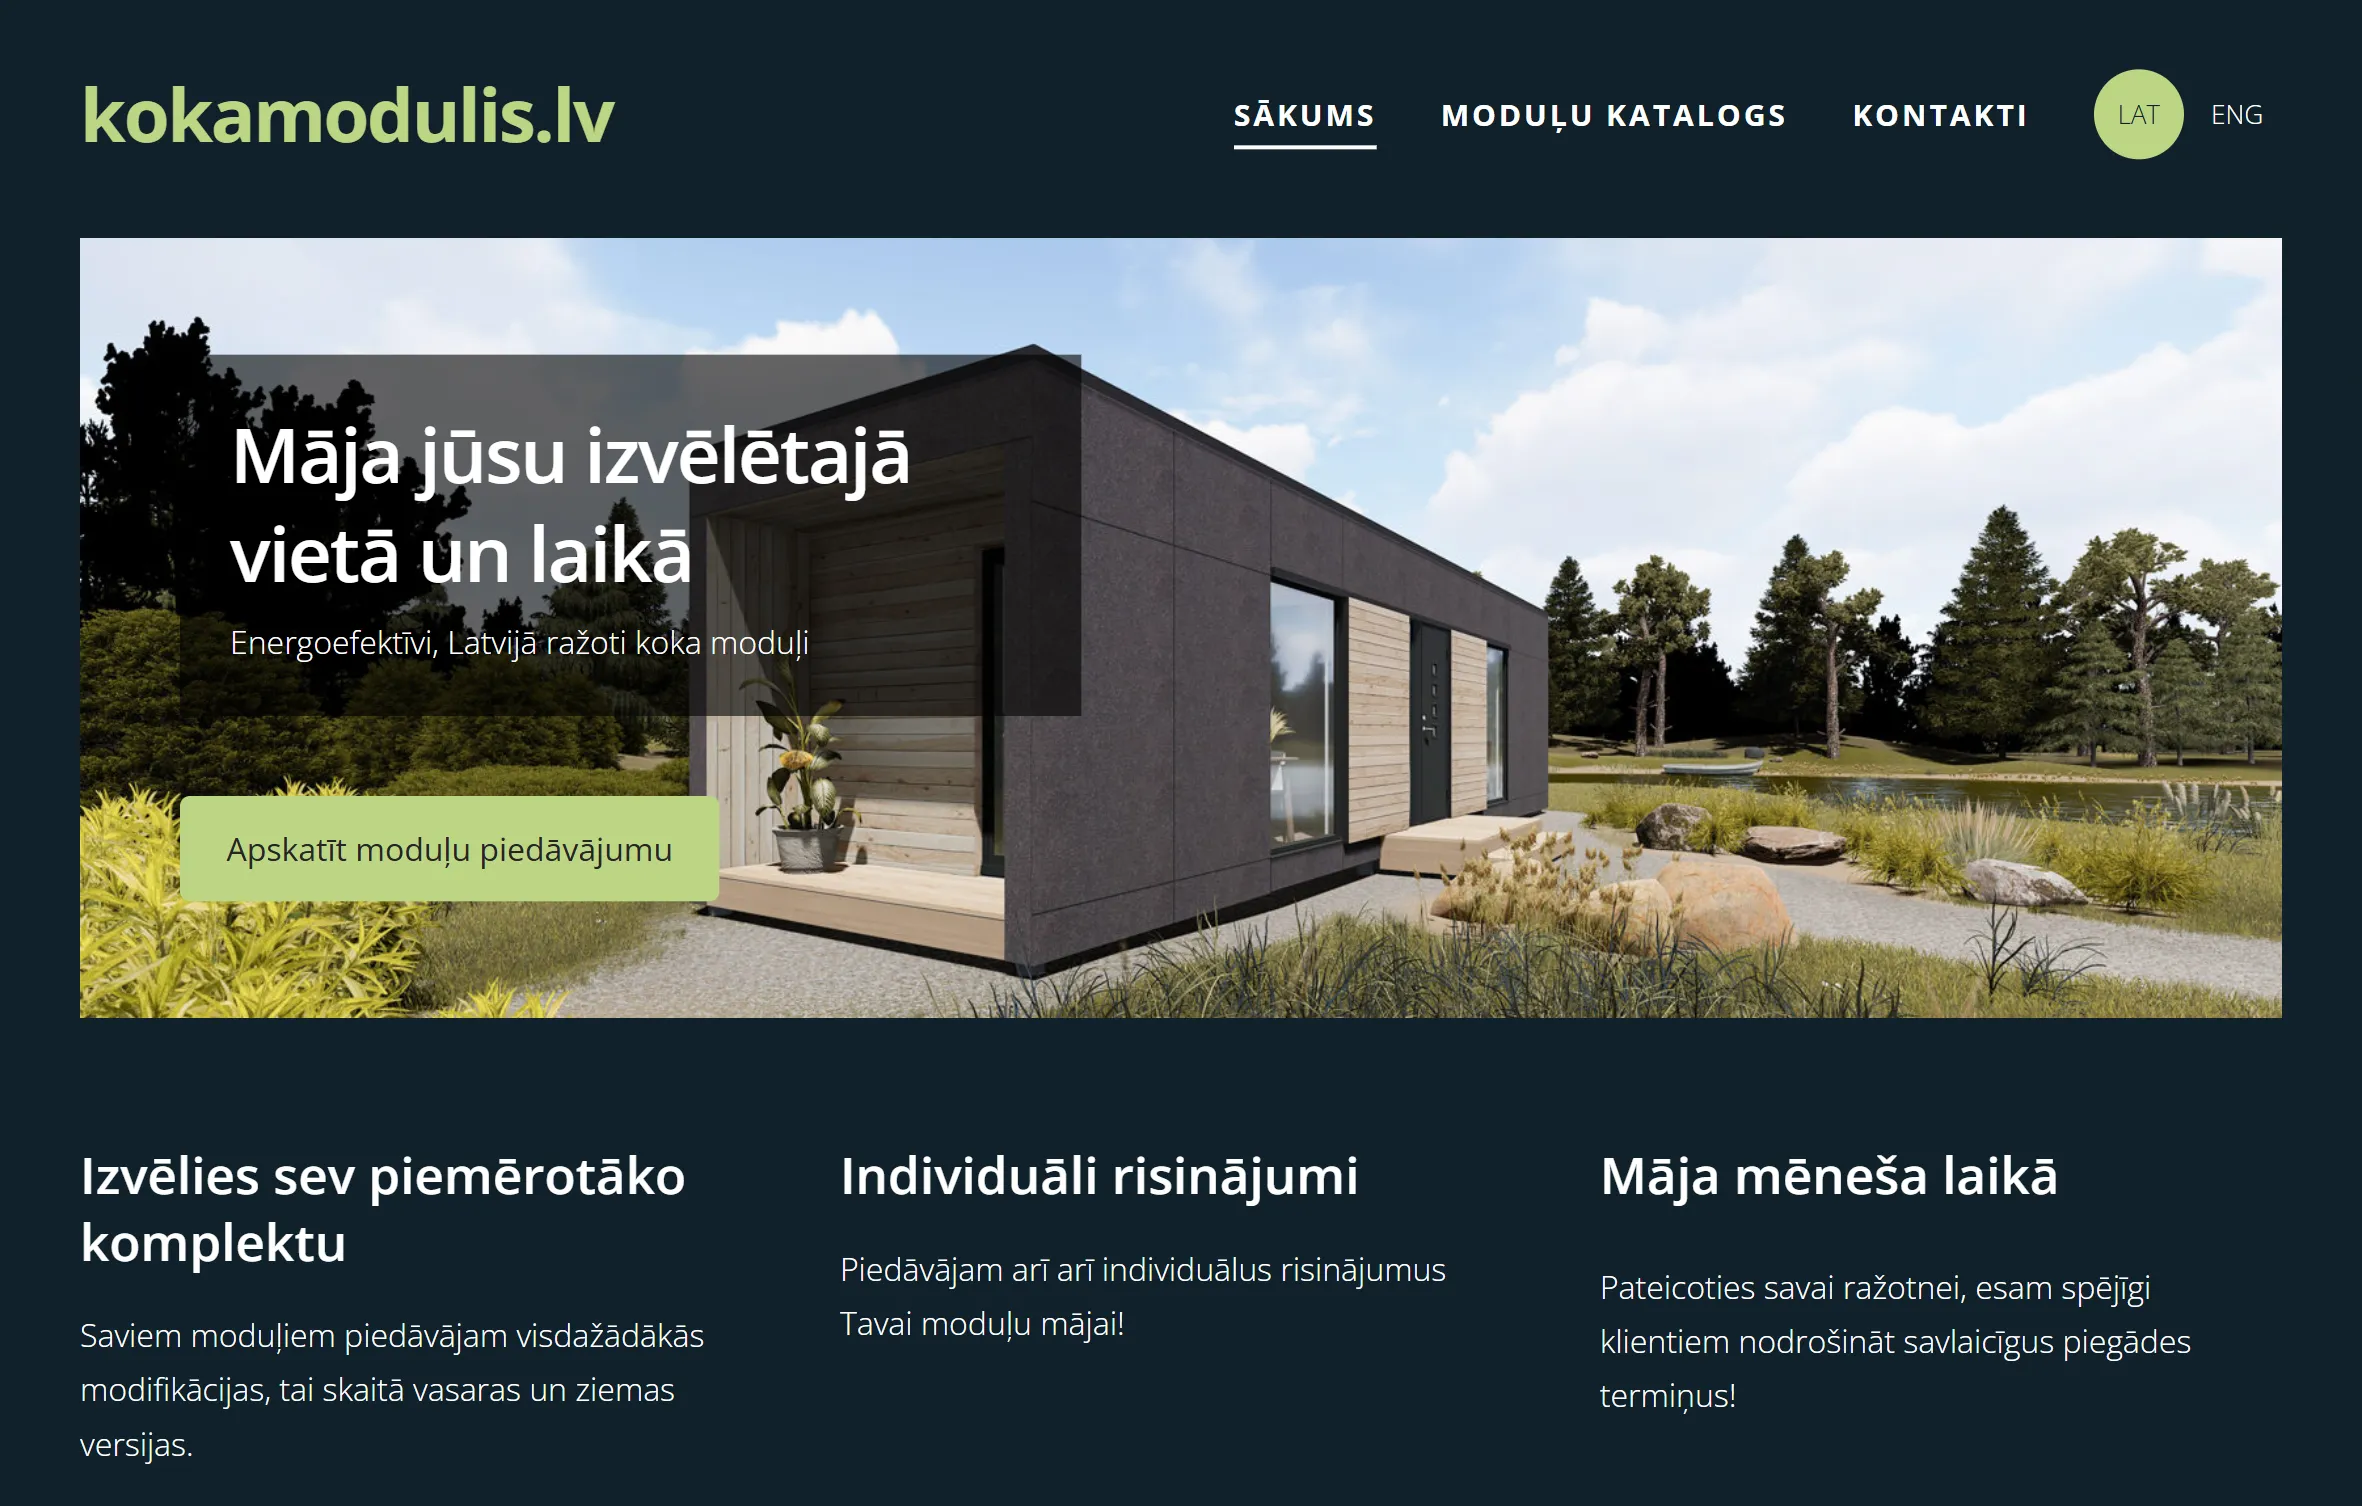 kokamodulis.lv
SĀKUMS MODUĻU KATALOGS KONTAKTI LAT ENG
Māja jūsu izvēlētajā
vietā un laikā
Energoefektīvi, Latvijā ražoti koka moduļi
Apskatīt moduļu piedāvājumu
Izvēlies sev piemērotāko
komplektu
Saviem moduļiem piedāvājam visdažādākās
modifikācijas, tai skaitā vasaras un ziemas
versijas.
Individuāli risinājumi
Piedāvājam arī arī individuālus risinājumus
Tavai moduļu mājai!
Māja mēneša laikā
Pateicoties savai ražotnei, esam spējīgi
klientiem nodrošināt savlaicīgus piegādes
termiņus!